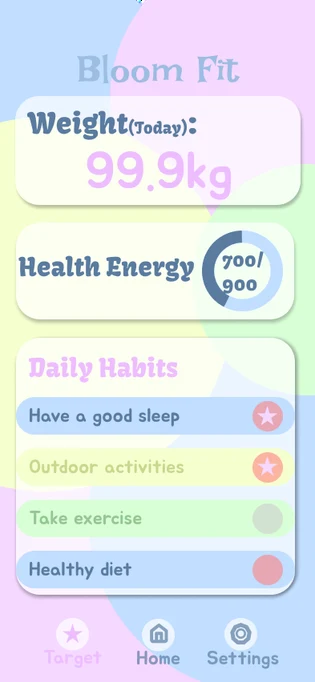 Bloom Fit
Weight(Today):
99.9kg
Health Energy
700/
900
Daily Habits
Have a good sleep
Outdoor activities
Take exercise
Healthy diet
Target Home Settings